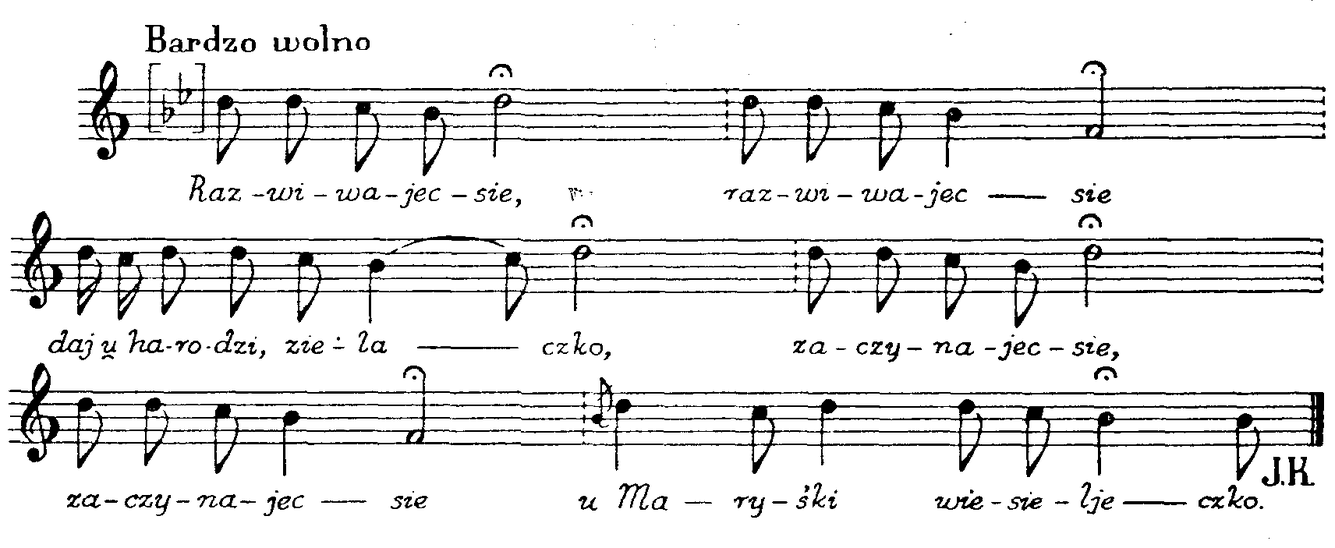 Bardzo wolno
Raz-wi-wa-jec-sie, raz-wi-wa-jec — sie
daj u̯ ha-ro-dzi, zie-la — czko, za-czy-na-jec-sie,
za-czy-na-jec — sie u Ma — ry-śki wie-sie-lje — czko.
J.K.